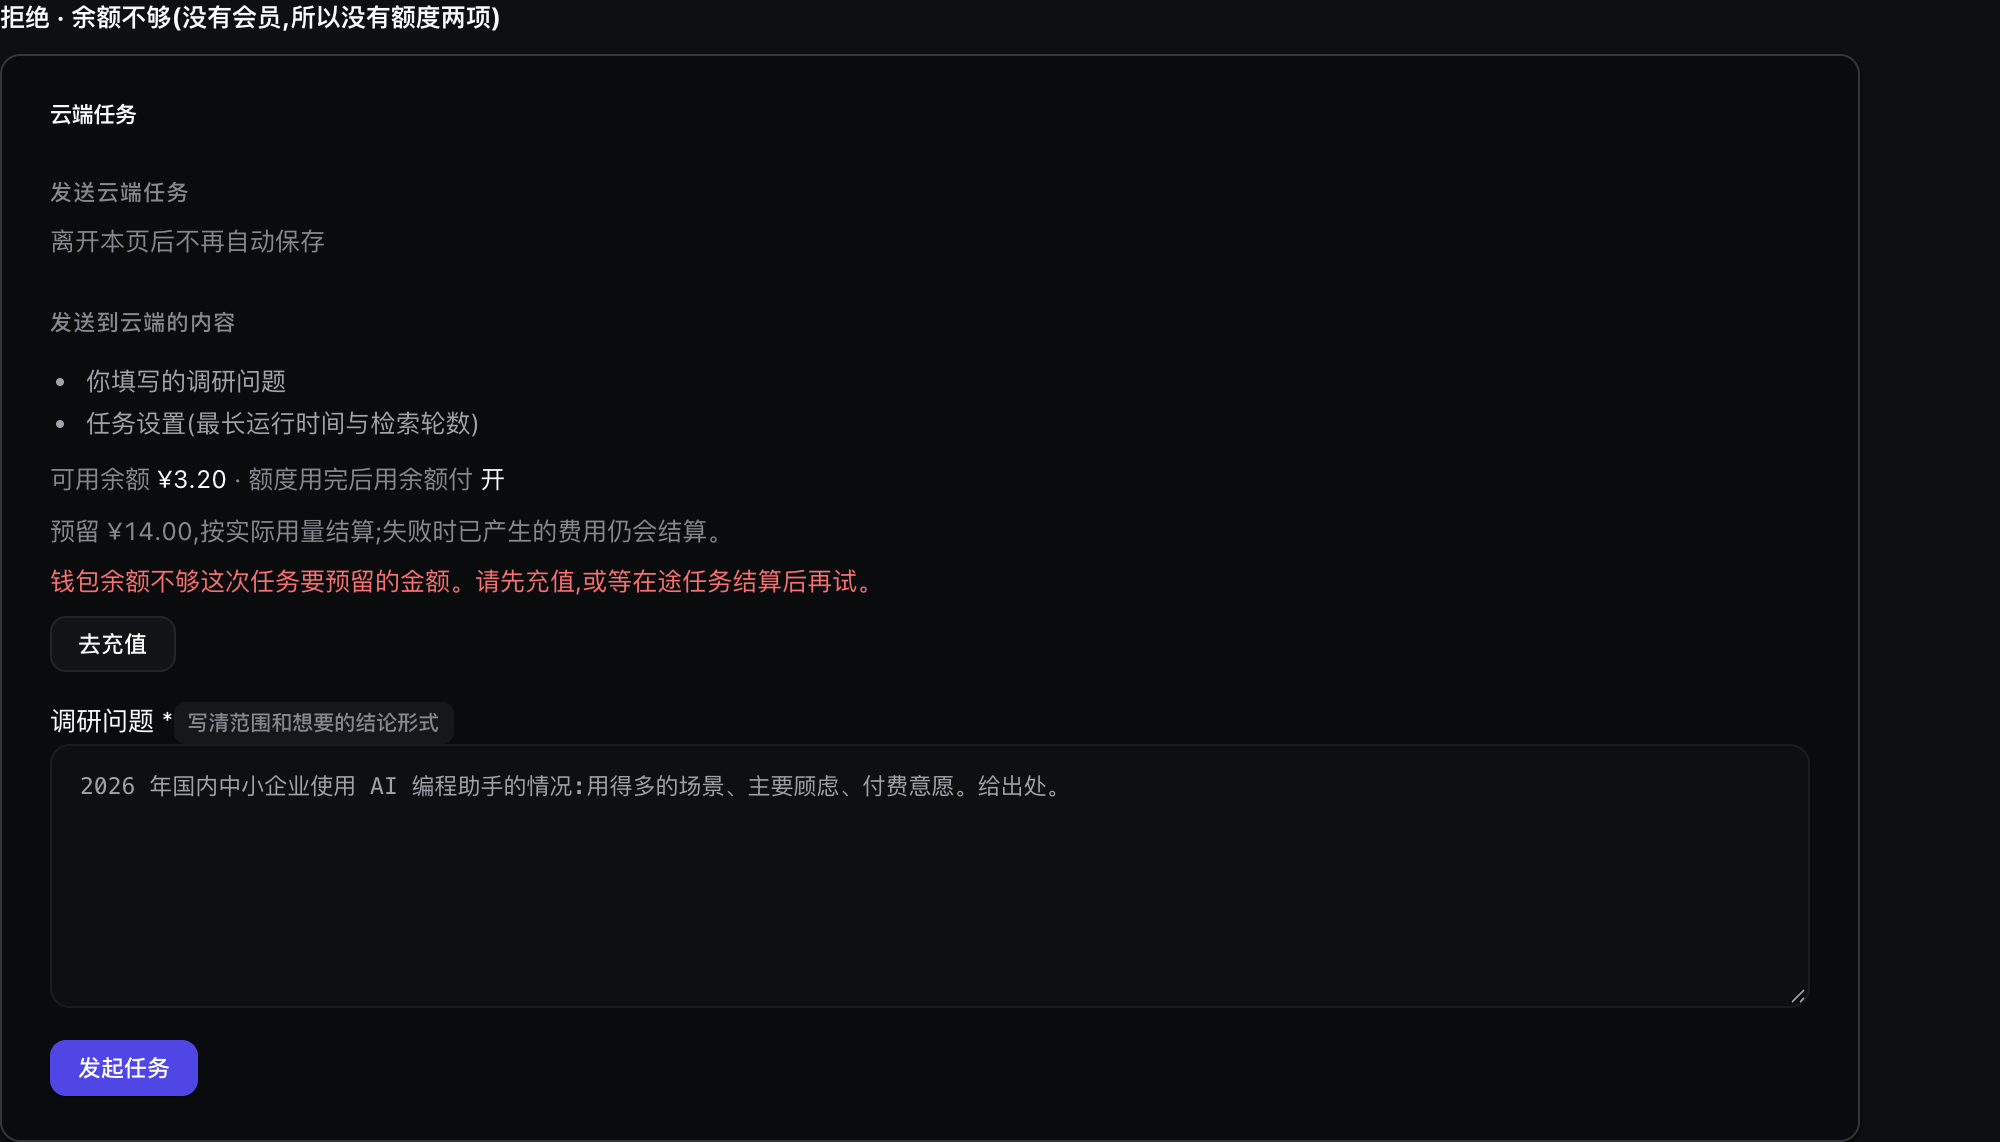 拒绝 · 余额不够(没有会员,所以没有额度两项)
云端任务
发送云端任务
离开本页后不再自动保存
发送到云端的内容
• 你填写的调研问题
• 任务设置(最长运行时间与检索轮数)
可用余额 ¥3.20 · 额度用完后用余额付 开
预留 ¥14.00,按实际用量结算;失败时已产生的费用仍会结算。
钱包余额不够这次任务要预留的金额。请先充值,或等在途任务结算后再试。
去充值
调研问题 * 写清范围和想要的结论形式
2026 年国内中小企业使用 AI 编程助手的情况:用得多的场景、主要顾虑、付费意愿。给出处。
发起任务